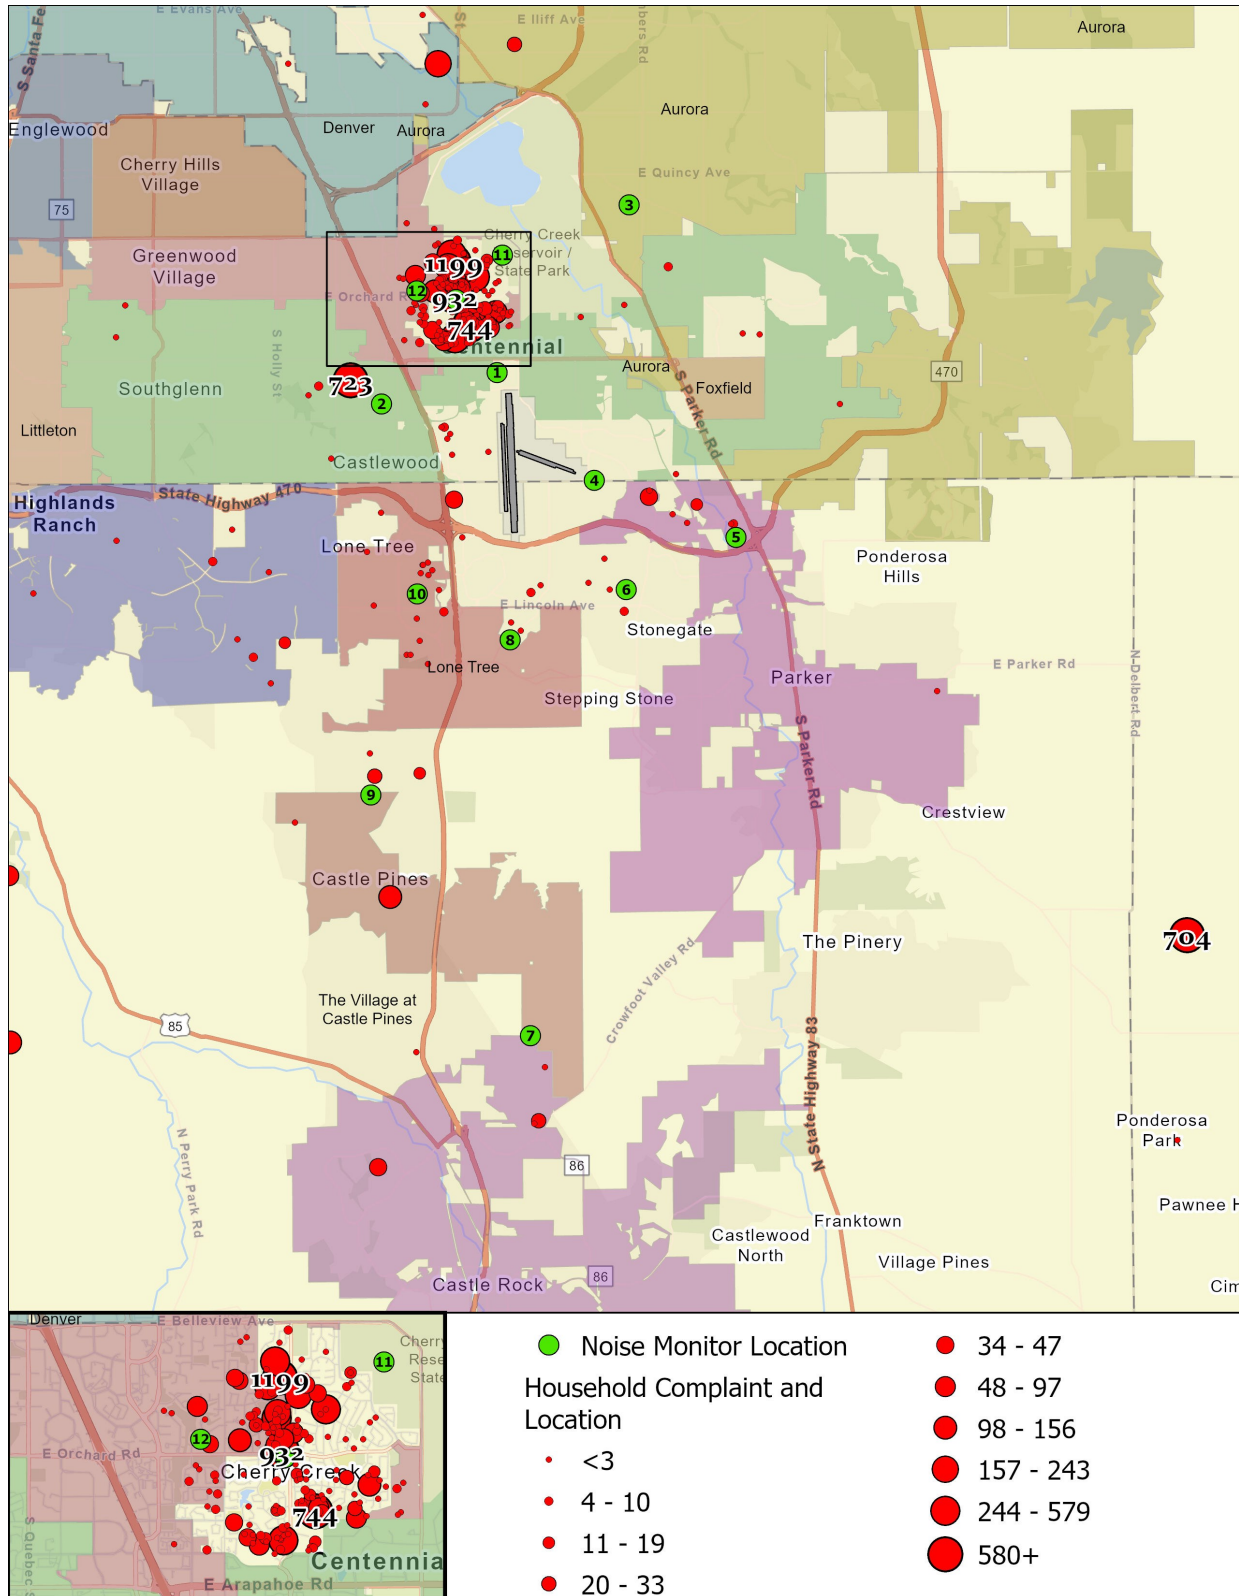 E Evans Ave
E Iliff Ave
Aurora
S Santa Fe
St
mbers Rd
Aurora
Englewood
Denver
Aurora
Cherry Hills
Village
E Quincy Ave
75
3
Cherry Creek
Reservoir /
State Park
11
Greenwood
Village
1199
12
E Orchard R
932
744
Centennial
S Holly St
Southglenn
723
2
1
Aurora
Foxfield
470
S Parker Rd
Littleton
Castlewood
4
State Highway 470
Highlands
Ranch
Lone Tree
5
Ponderosa
Hills
10
6
E Lincoln Ave
8
Stonegate
Lone Tree
E Parker Rd
N Delbert Rd
Parker
Stepping Stone
S Parker Rd
9
Crestview
Castle Pines
The Pinery
704
Crowfoot Valley Rd
The Village at
Castle Pines
85
7
N State Highway 83
N Perry Park Rd
Ponderosa
Park
86
Pawnee H
Franktown
Castlewood
North
Village Pines
Castle Rock
86
Cim
Denver
E Belleview Ave
Cherry
Rese
State
11
1199
12
E Orchard Rd
932
Cherry Creek
744
S Quebec S
Centennia
E Arapahoe Rd
Noise Monitor Location
Household Complaint and
Location
<3
4 - 10
11 - 19
20 - 33
34 - 47
48 - 97
98 - 156
157 - 243
244 - 579
580+